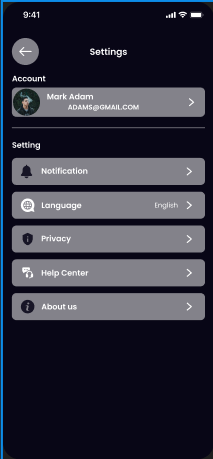 9:41
Settings
Account
Mark Adam
ADAMS@GMAIL.COM
Setting
Notification
Language English
Privacy
Help Center
About us